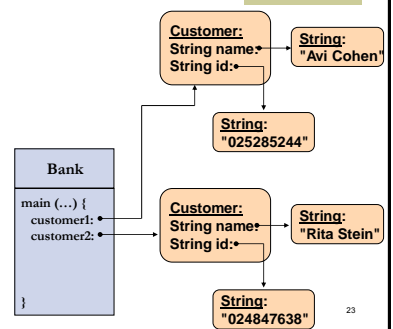 Customer:
String name:
String id:
String:
"Avi Cohen"
String:
"025285244"
Bank
main (…) {
customer1:
customer2:
}
Customer:
String name:
String id:
String:
"Rita Stein"
String:
"024847638"
23